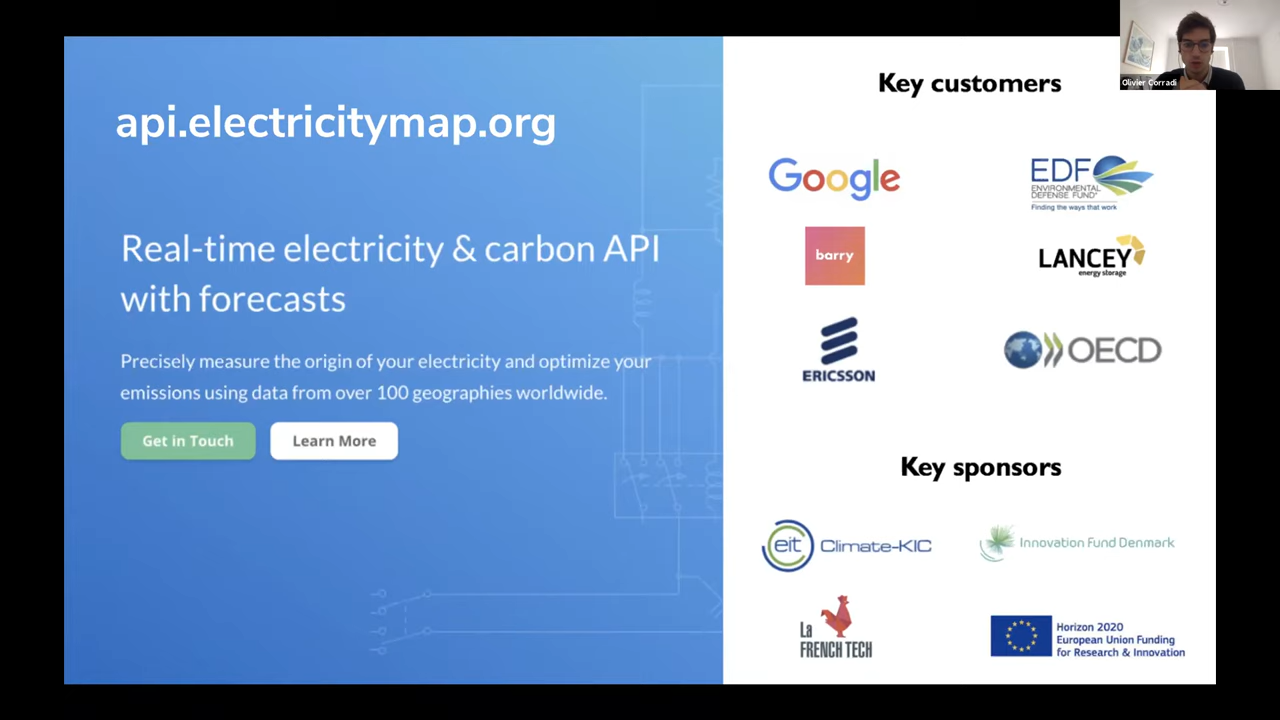 api.electricitymap.org
Real-time electricity & carbon API
with forecasts
Precisely measure the origin of your electricity and optimize your
emissions using data from over 100 geographies worldwide.
Get in Touch
Learn More
Key customers
Google
EDF
ENVIRONMENTAL
DEFENSE FUND®
Finding the ways that work
barry
LANCEY
energy storage
ERICSSON
OECD
Key sponsors
eit
Climate-KIC
Innovation Fund Denmark
La
FRENCH TECH
Horizon 2020
European Union Funding
for Research & Innovation
Olivier Corradi